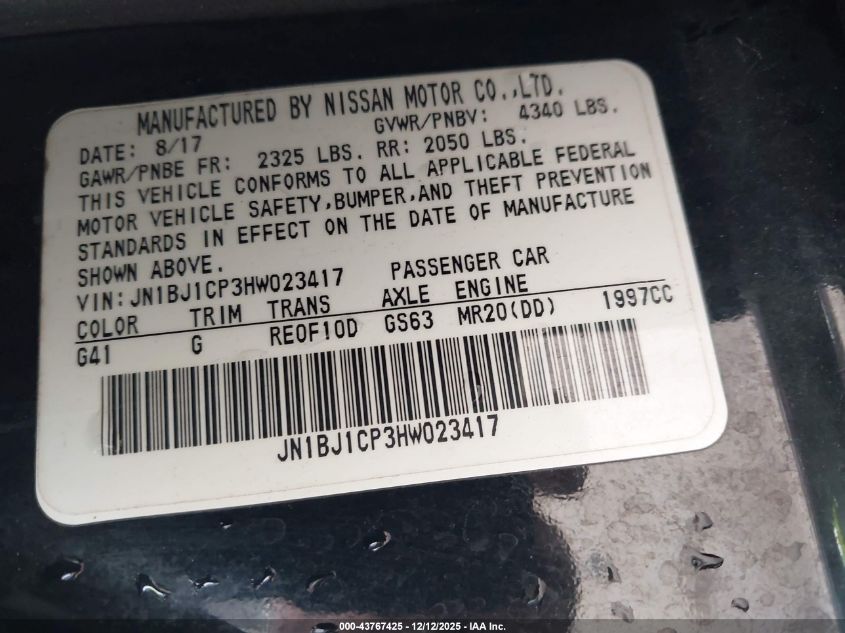 MANUFACTURED BY NISSAN MOTOR CO.,LTD.
DATE: 8/17 GVWR/PNBV: 4340 LBS.
GAWR/PNBE FR: 2325 LBS. RR: 2050 LBS.
THIS VEHICLE CONFORMS TO ALL APPLICABLE FEDERAL
MOTOR VEHICLE SAFETY,BUMPER,AND THEFT PREVENTION
STANDARDS IN EFFECT ON THE DATE OF MANUFACTURE
SHOWN ABOVE.
VIN:JN1BJ1CP3HW023417 PASSENGER CAR
COLOR TRIM TRANS AXLE ENGINE
G41 G RE0F10D GS63 MR20(DD) 1997CC
JN1BJ1CP3HW023417
000-43767425 - 12/12/2025 - IAA Inc.